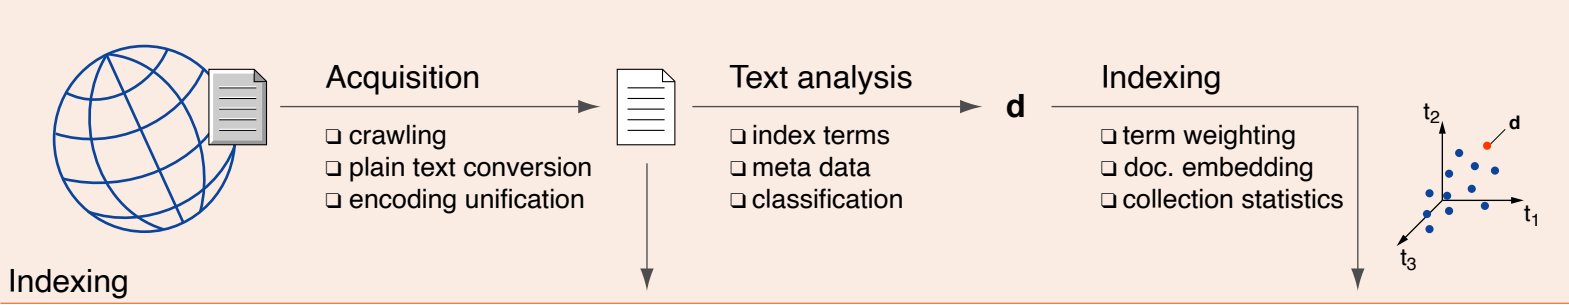 Acquisition
❏ crawling
❏ plain text conversion
❏ encoding unification
Text analysis
❏ index terms
❏ meta data
❏ classification
d
Indexing
❏ term weighting
❏ doc. embedding
❏ collection statistics
t2
d
t1
t3
Indexing